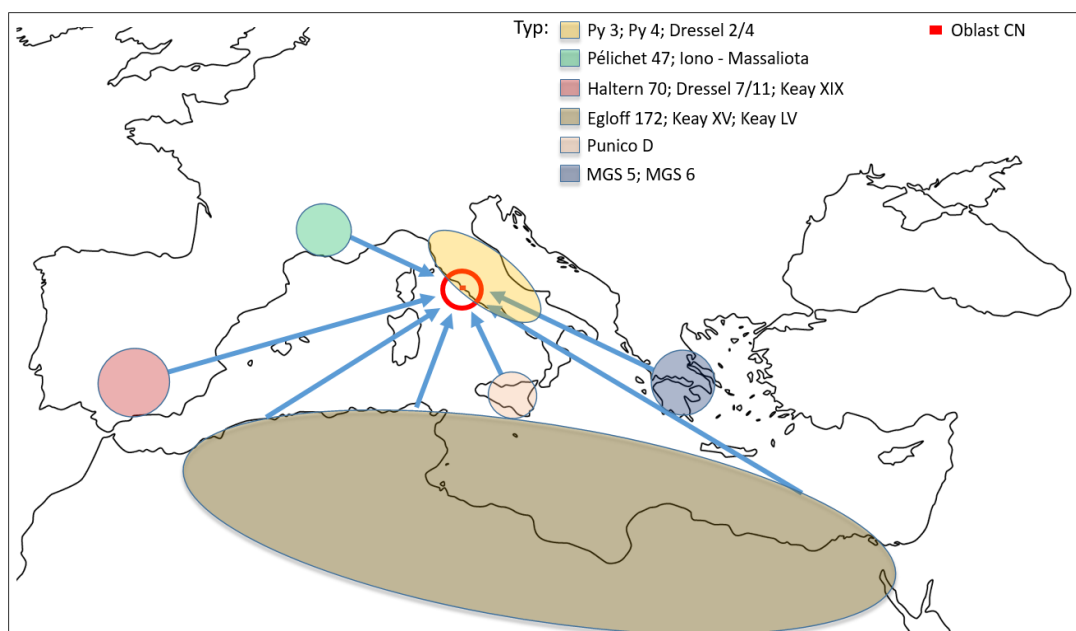 Typ: Py 3; Py 4; Dressel 2/4
Oblast CN
Pélichet 47; Iono - Massaliota
Haltern 70; Dressel 7/11; Keay XIX
Egloff 172; Keay XV; Keay LV
Punico D
MGS 5; MGS 6